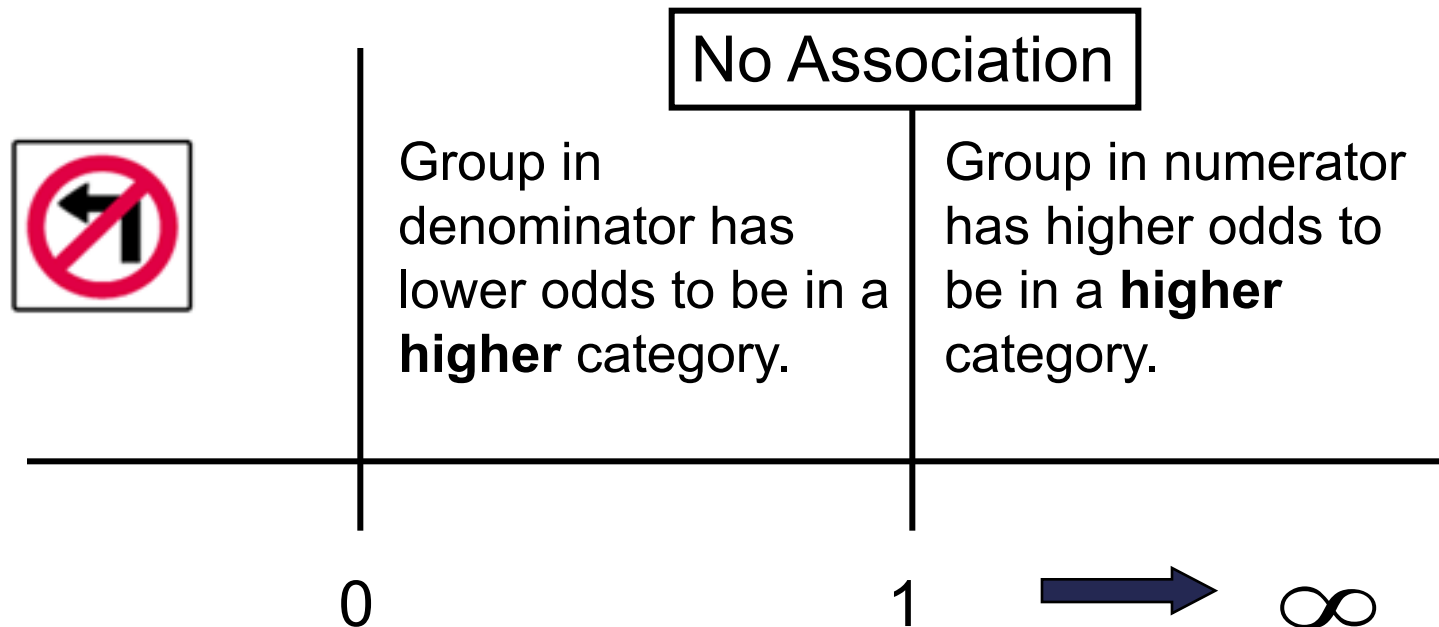 No Association
Group in
denominator has
lower odds to be in a
higher category.
Group in numerator
has higher odds to
be in a higher
category.
0
1
∞